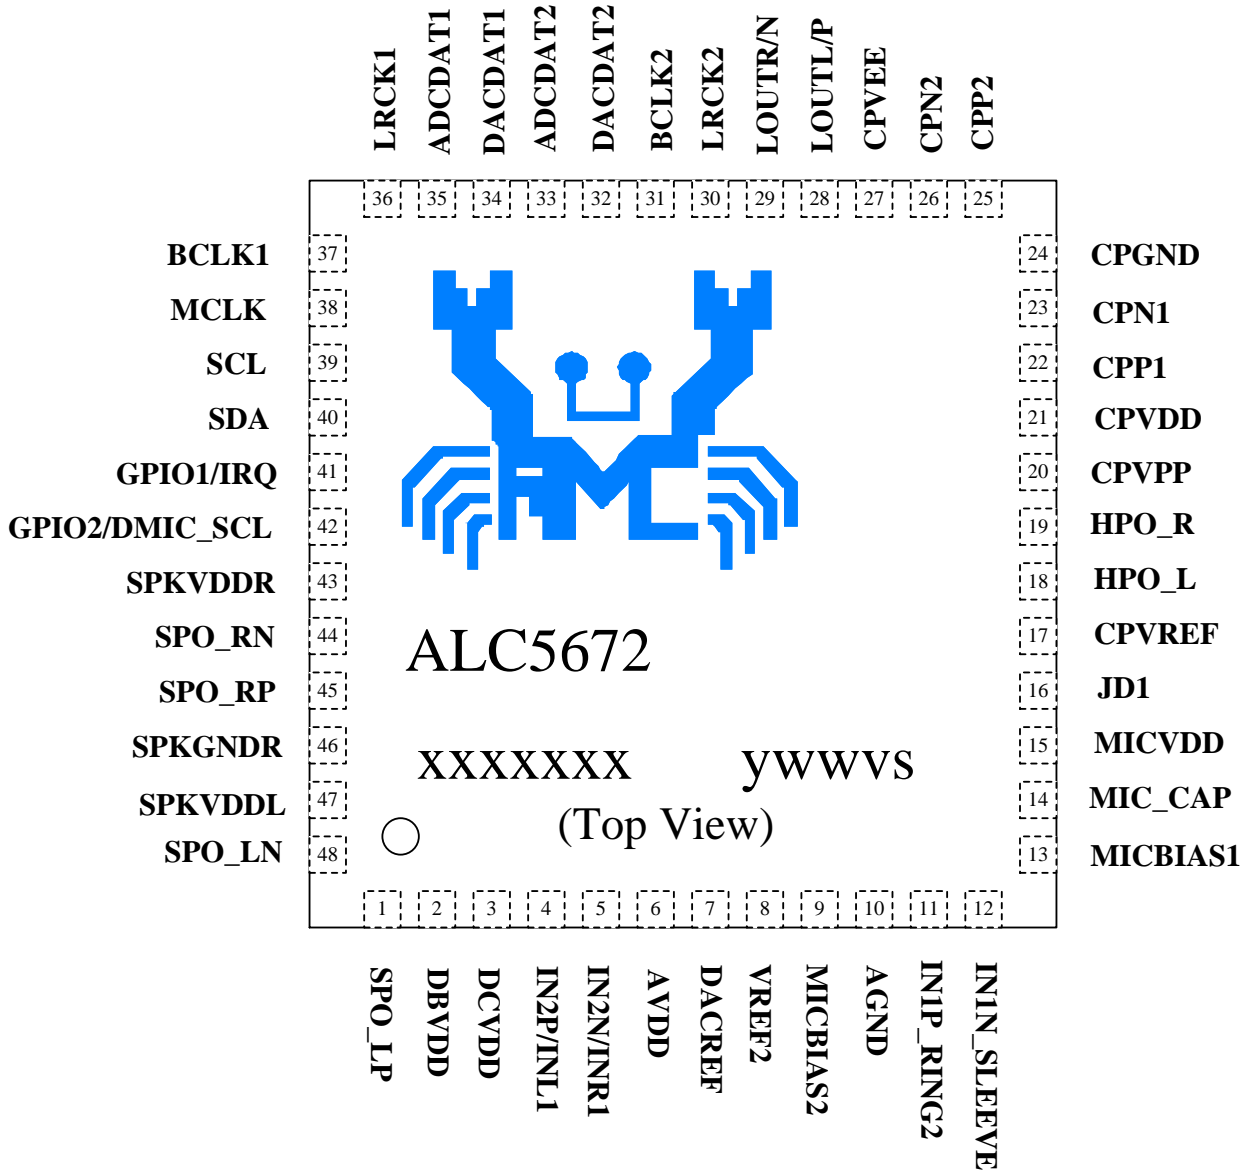 LRCK1
ADCDAT1
DACDAT1
ADCDAT2
DACDAT2
BCLK2
LRCK2
LOUTR/N
LOUTL/P
CPVEE
CPN2
CPP2
36
35
34
33
32
31
30
29
28
27
26
25
BCLK1 37
MCLK 38
SCL 39
SDA 40
GPIO1/IRQ 41
GPIO2/DMIC_SCL 42
SPKVDDR 43
SPO_RN 44
SPO_RP 45
SPKGNDR 46
SPKVDDL 47
SPO_LN 48
24 CPGND
23 CPN1
22 CPP1
21 CPVDD
20 CPVPP
19 HPO_R
18 HPO_L
17 CPVREF
16 JD1
15 MICVDD
14 MIC_CAP
13 MICBIAS1
ALC5672
xxxxxxx ywwvs
(Top View)
1
2
3
4
5
6
7
8
9
10
11
12
SPO_LP
DBVDD
DCVDD
IN2P/INL1
IN2N/INR1
AVDD
DACREF
VREF2
MICBIAS2
AGND
IN1P_RING2
IN1N_SLEEVE